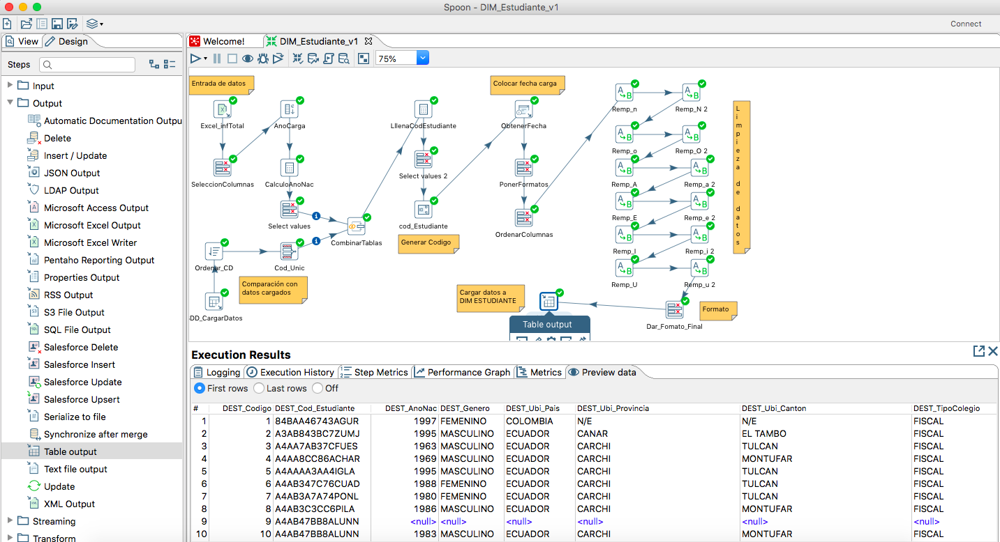 Spoon - DIM_Estudiante_v1
Connect
View
Design
Welcome!
DIM_Estudiante_v1
Steps
75%
Input
Output
Automatic Documentation Outpu
Delete
Insert / Update
JSON Output
LDAP Output
Microsoft Access Output
Microsoft Excel Output
Microsoft Excel Writer
Pentaho Reporting Output
Properties Output
RSS Output
S3 File Output
SQL File Output
Salesforce Delete
Salesforce Insert
Salesforce Update
Salesforce Upsert
Serialize to file
Synchronize after merge
Table output
Text file output
Update
XML Output
Streaming
Transform
Entrada de datos
Excel_infTotal
AnoCarga
SeleccionColumnas
CalculoAnoNac
Select values
Ordenar_CD
Cod_Unic
CombinarTablas
Comparación con
datos cargados
DD_CargarDatos
LllenaCodEstudiante
Select values 2
cod_Estudiante
Generar Codigo
Colocar fecha carga
ObtenerFecha
PonerFormatos
OrdenarColumnas
Remp_n
Remp_N 2
Remp_o
Remp_O 2
Remp_A
Remp_a 2
Remp_E
Remp_e 2
Remp_I
Remp_i 2
Remp_U
Remp_u 2
Limpieza de datos
Cargar datos a
DIM ESTUDIANTE
Table output
Dar_Fomato_Final
Formato
Execution Results
Logging
Execution History
Step Metrics
Performance Graph
Metrics
Preview data
First rows Last rows Off
# DEST_Codigo DEST_Cod_Estudiante DEST_AnoNac DEST_Genero DEST_Ubi_Pais DEST_Ubi_Provincia DEST_Ubi_Canton DEST_TipoColegio
1 1 84BAA46743AGUR 1997 FEMENINO COLOMBIA N/E N/E FISCAL
2 2 A3AB843BC7ZUMJ 1995 MASCULINO ECUADOR CANAR EL TAMBO FISCAL
3 3 A4AA7AB37CFUES 1963 MASCULINO ECUADOR CARCHI TULCAN FISCAL
4 4 A4AA8CC86ACHAR 1969 MASCULINO ECUADOR CARCHI MONTUFAR FISCAL
5 5 A4AAAA3AA4IGLA 1995 MASCULINO ECUADOR CARCHI TULCAN FISCAL
6 6 A4AB347C76CUAD 1988 FEMENINO ECUADOR CARCHI TULCAN FISCAL
7 7 A4AB3A7A74PONL 1980 FEMENINO ECUADOR CARCHI TULCAN FISCAL
8 8 A4AB3C3CC6PILA 1986 MASCULINO ECUADOR CARCHI MONTUFAR FISCAL
9 9 A4AB47BB8ALUNN <null> <null> <null> <null> <null> <null>
10 10 A4AB47BB8ALUNN 1983 MASCULINO ECUADOR CARCHI MONTUFAR FISCAL